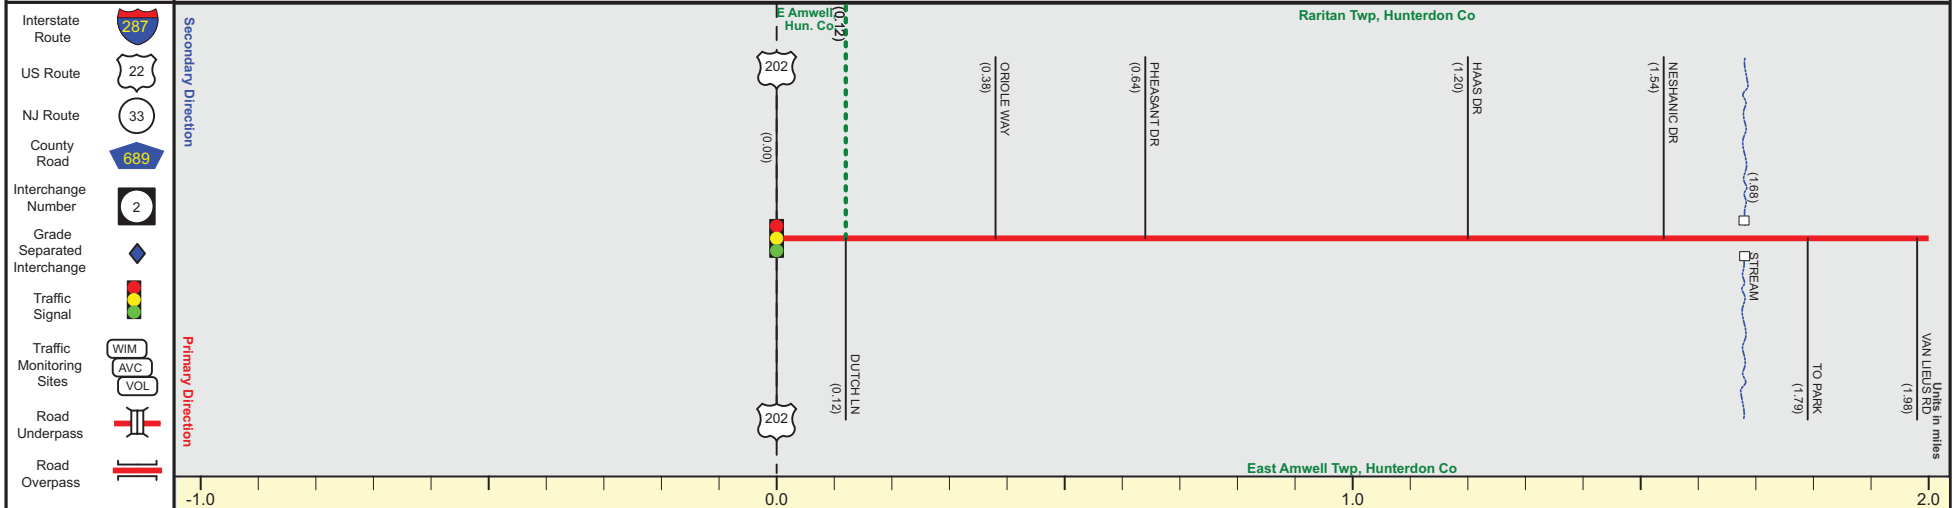 Interstate
Route
287
US Route
22
NJ Route
33
County
Road
689
Interchange
Number
2
Grade
Separated
Interchange
Traffic
Signal
Traffic
Monitoring
Sites
WIM
AVC
VOL
Road
Underpass
Road
Overpass
Secondary Direction
Primary Direction
E Amwell
Hun. Co
(0.12)
Raritan Twp, Hunterdon Co
202
(0.00)
ORIOLE WAY
(0.38)
PHEASANT DR
(0.64)
HAAS DR
(1.20)
NESHANIC DR
(1.54)
(1.68)
STREAM
202
DUTCH LN
(0.12)
TO PARK
(1.79)
VAN LIEUS RD
(1.98)
Units in miles
East Amwell Twp, Hunterdon Co
-1.0
0.0
1.0
2.0